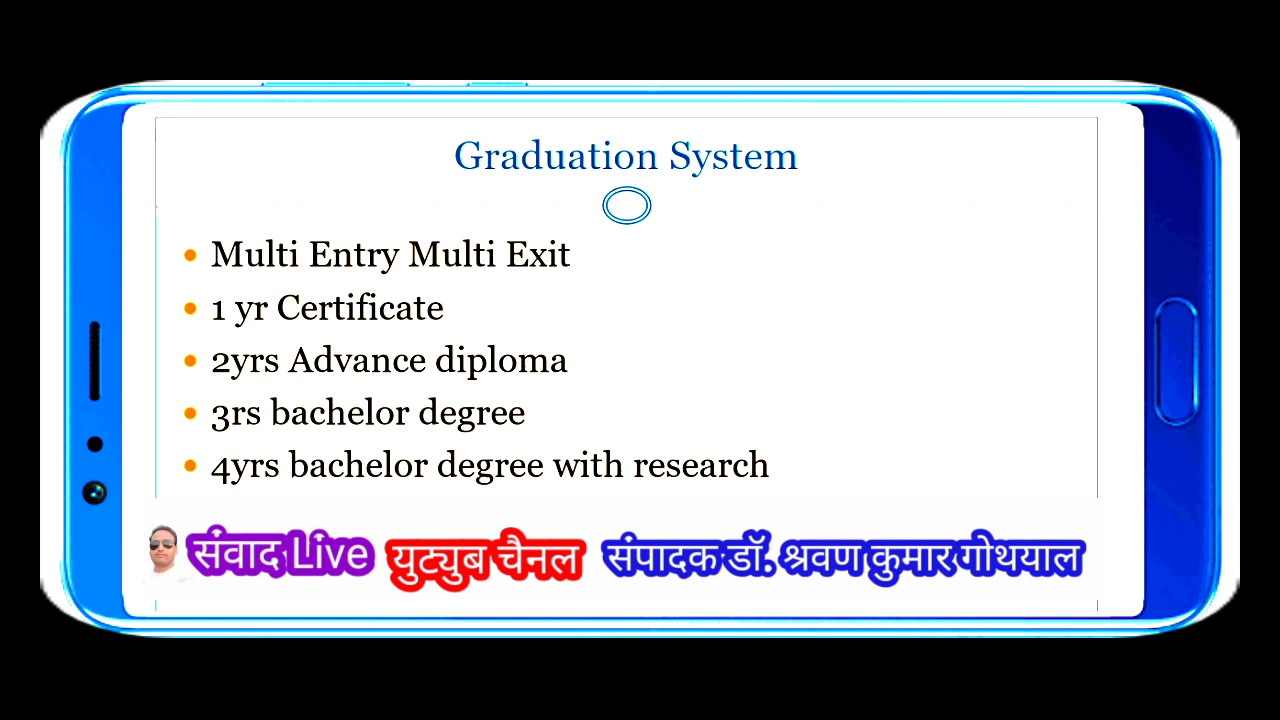 Graduation System
Multi Entry Multi Exit
1 yr Certificate
2yrs Advance diploma
3rs bachelor degree
4yrs bachelor degree with research
संवाद Live युट्युब चैनल संपादक डॉ. श्रवण कुमार गोथयाल